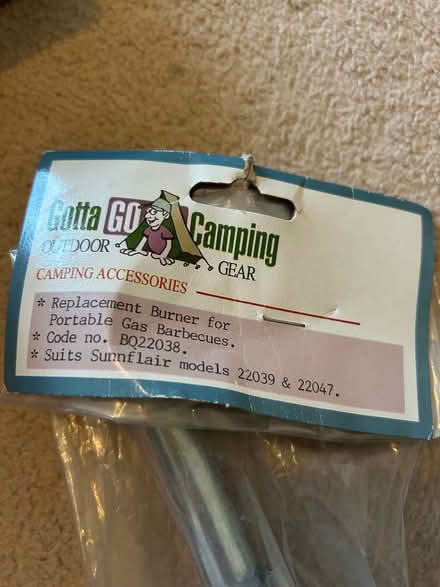 Gotta GO Camping
OUTDOOR GEAR
CAMPING ACCESSORIES
* Replacement Burner for
Portable Gas Barbecues.
* Code no. BQ22038.
* Suits Sunnflair models 22039 & 22047.